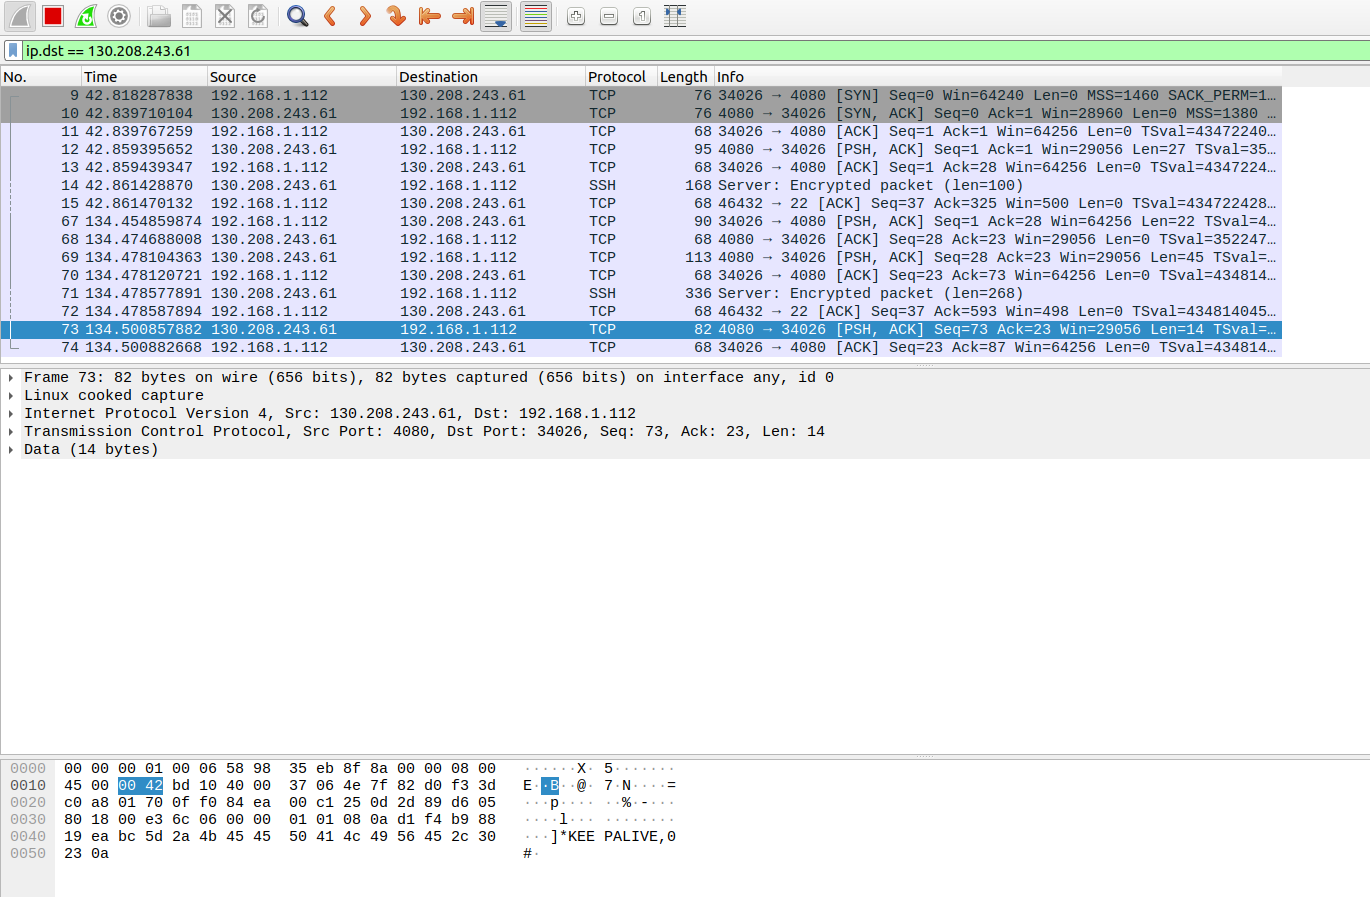 ip.dst == 130.208.243.61
No. Time Source Destination Protocol Length Info
9 42.818287838 192.168.1.112 130.208.243.61 TCP 76 34026 → 4080 [SYN] Seq=0 Win=64240 Len=0 MSS=1460 SACK_PERM=1…
10 42.839710104 130.208.243.61 192.168.1.112 TCP 76 4080 → 34026 [SYN, ACK] Seq=0 Ack=1 Win=28960 Len=0 MSS=1380 …
11 42.839767259 192.168.1.112 130.208.243.61 TCP 68 34026 → 4080 [ACK] Seq=1 Ack=1 Win=64256 Len=0 TSval=43472240…
12 42.859395652 130.208.243.61 192.168.1.112 TCP 95 4080 → 34026 [PSH, ACK] Seq=1 Ack=1 Win=29056 Len=27 TSval=35…
13 42.859439347 192.168.1.112 130.208.243.61 TCP 68 34026 → 4080 [ACK] Seq=1 Ack=28 Win=64256 Len=0 TSval=4347224…
14 42.861428870 130.208.243.61 192.168.1.112 SSH 168 Server: Encrypted packet (len=100)
15 42.861470132 192.168.1.112 130.208.243.61 TCP 68 46432 → 22 [ACK] Seq=37 Ack=325 Win=500 Len=0 TSval=434722428…
67 134.454859874 192.168.1.112 130.208.243.61 TCP 90 34026 → 4080 [PSH, ACK] Seq=1 Ack=28 Win=64256 Len=22 TSval=4…
68 134.474688008 130.208.243.61 192.168.1.112 TCP 68 4080 → 34026 [ACK] Seq=28 Ack=23 Win=29056 Len=0 TSval=352247…
69 134.478104363 130.208.243.61 192.168.1.112 TCP 113 4080 → 34026 [PSH, ACK] Seq=28 Ack=23 Win=29056 Len=45 TSval=…
70 134.478120721 192.168.1.112 130.208.243.61 TCP 68 34026 → 4080 [ACK] Seq=23 Ack=73 Win=64256 Len=0 TSval=434814…
71 134.478577891 130.208.243.61 192.168.1.112 SSH 336 Server: Encrypted packet (len=268)
72 134.478587894 192.168.1.112 130.208.243.61 TCP 68 46432 → 22 [ACK] Seq=37 Ack=593 Win=498 Len=0 TSval=434814045…
73 134.500857882 130.208.243.61 192.168.1.112 TCP 82 4080 → 34026 [PSH, ACK] Seq=73 Ack=23 Win=29056 Len=14 TSval=…
74 134.500882668 192.168.1.112 130.208.243.61 TCP 68 34026 → 4080 [ACK] Seq=23 Ack=87 Win=64256 Len=0 TSval=434814…
Frame 73: 82 bytes on wire (656 bits), 82 bytes captured (656 bits) on interface any, id 0
Linux cooked capture
Internet Protocol Version 4, Src: 130.208.243.61, Dst: 192.168.1.112
Transmission Control Protocol, Src Port: 4080, Dst Port: 34026, Seq: 73, Ack: 23, Len: 14
Data (14 bytes)
0000 00 00 00 01 00 06 58 98 35 eb 8f 8a 00 00 08 00 ······X· 5·······
0010 45 00 00 42 bd 10 40 00 37 06 4e 7f 82 d0 f3 3d E··B··@· 7·N····=
0020 c0 a8 01 70 0f f0 84 ea 00 c1 25 0d 2d 89 d6 05 ···p···· ··%·-···
0030 80 18 00 e3 6c 06 00 00 01 01 08 0a d1 f4 b9 88 ····l··· ········
0040 19 ea bc 5d 2a 4b 45 45 50 41 4c 49 56 45 2c 30 ···]*KEE PALIVE,0
0050 23 0a #·